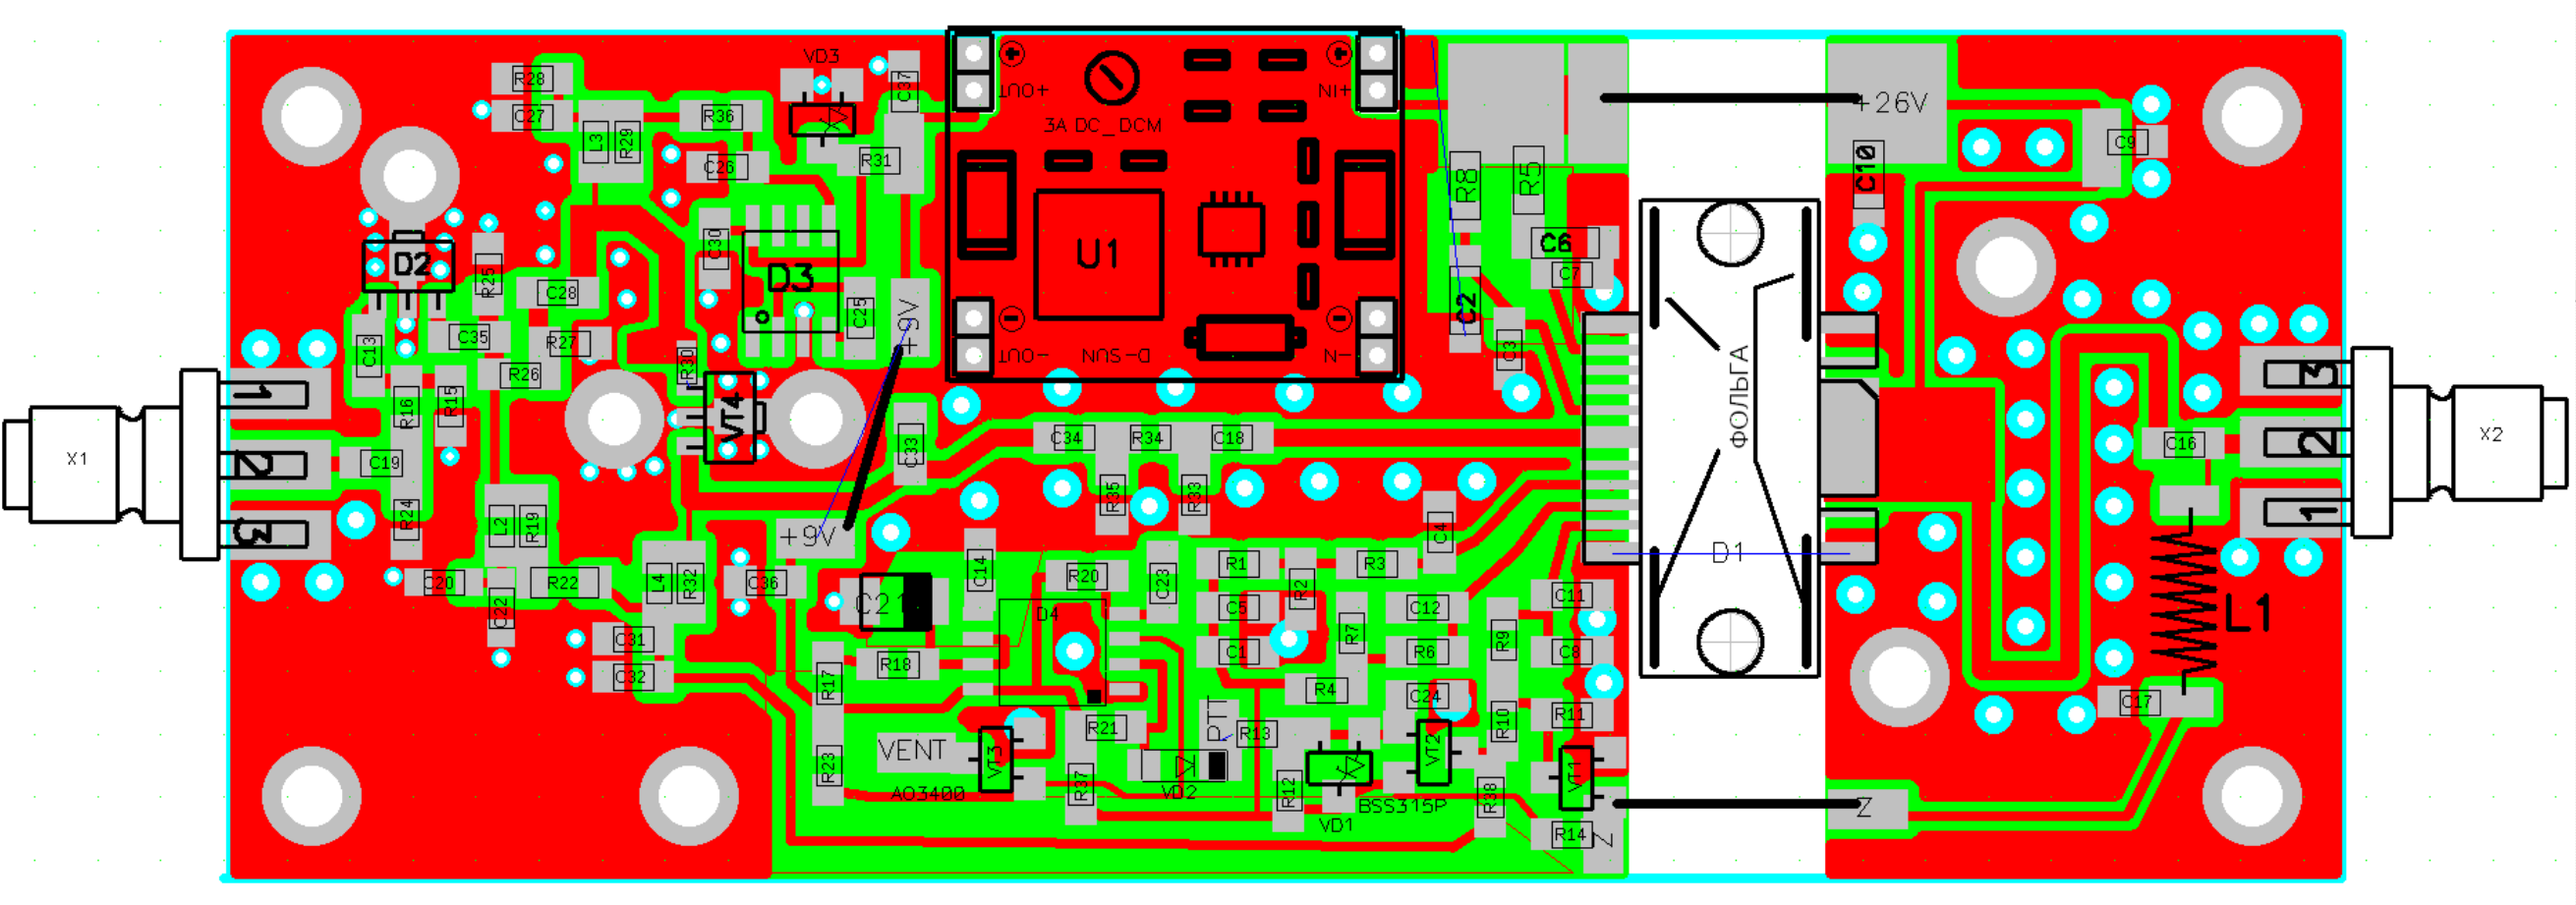 VD3
R28
C27
L3
R29
R36
C26
R31
C37
+OUT
IN+
3A DC_DCM
U1
-OUT
D-SUN
-IN
+26V
C9
C10
R8
R5
C6
C7
C2
C3
D2
R25
C28
C30
D3
C25
+9V
C13
C35
R27
R26
R30
R16
R15
VT4
C33
C34
R34
C18
ФОЛЬГА
X1
1
2
3
C19
R24
L2
R19
+9V
R35
R33
C4
D1
C16
3
2
1
X2
C20
C22
R22
L4
R32
C36
C21
C14
R20
C23
R1
R2
R3
C5
C12
C11
D4
R7
R9
C1
R6
C8
C31
C32
R18
R17
R4
C24
R10
R11
L1
C17
VENT
VT3
R21
PTT
R13
VT2
VT1
R23
AO3400
R37
VD2
R12
VD1
BSS315P
R38
R14
Z
Z